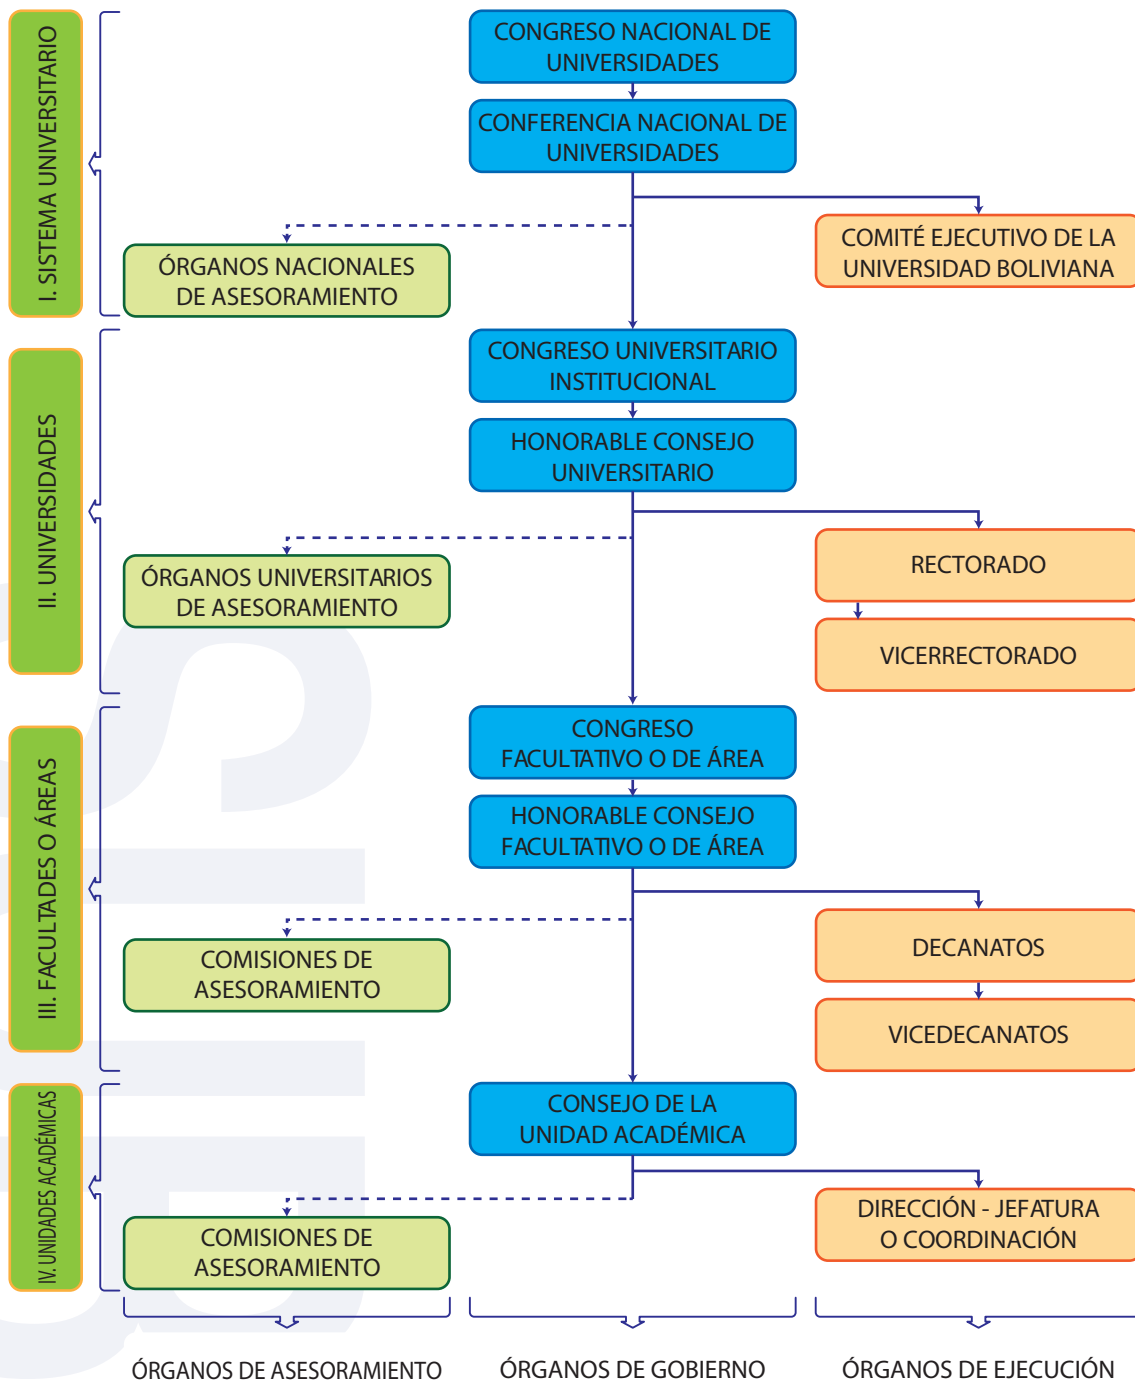 I. SISTEMA UNIVERSITARIO
CONGRESO NACIONAL DE
UNIVERSIDADES
CONFERENCIA NACIONAL DE
UNIVERSIDADES
ÓRGANOS NACIONALES
DE ASESORAMIENTO
COMITÉ EJECUTIVO DE LA
UNIVERSIDAD BOLIVIANA
II. UNIVERSIDADES
CONGRESO UNIVERSITARIO
INSTITUCIONAL
HONORABLE CONSEJO
UNIVERSITARIO
ÓRGANOS UNIVERSITARIOS
DE ASESORAMIENTO
RECTORADO
VICERRECTORADO
III. FACULTADES O ÁREAS
CONGRESO
FACULTATIVO O DE ÁREA
HONORABLE CONSEJO
FACULTATIVO O DE ÁREA
COMISIONES DE
ASESORAMIENTO
DECANATOS
VICEDECANATOS
IV. UNIDADES ACADÉMICAS
CONSEJO DE LA
UNIDAD ACADÉMICA
COMISIONES DE
ASESORAMIENTO
DIRECCIÓN - JEFATURA
O COORDINACIÓN
ÓRGANOS DE ASESORAMIENTO
ÓRGANOS DE GOBIERNO
ÓRGANOS DE EJECUCIÓN